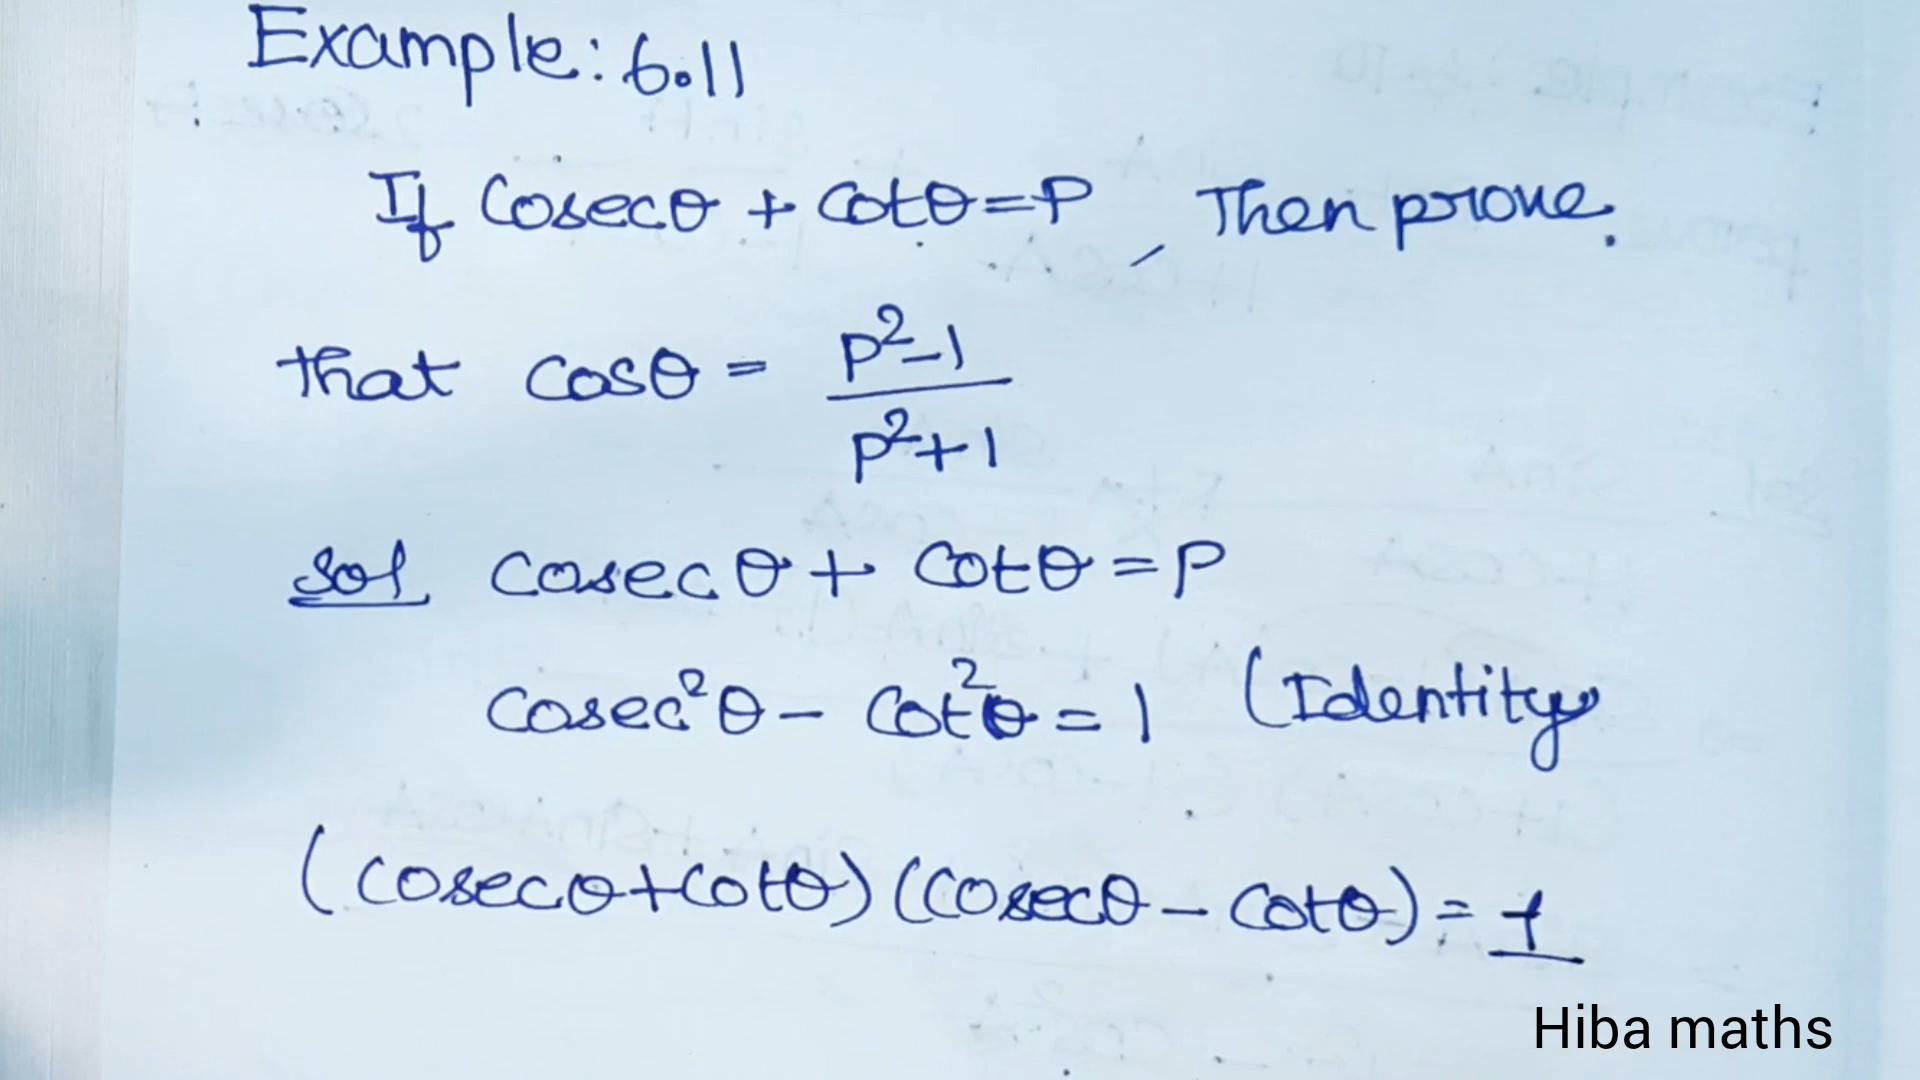 Example: 6.11
If Cosecθ + Cotθ = P, Then prove.
that cosθ = P²-1 / P²+1
Sol Cosec θ + Cotθ = P
Cosec²θ - Cot²θ = 1 (Identity
(Cosecθ+Cotθ) (Cosecθ - Cotθ) = 1
Hiba maths